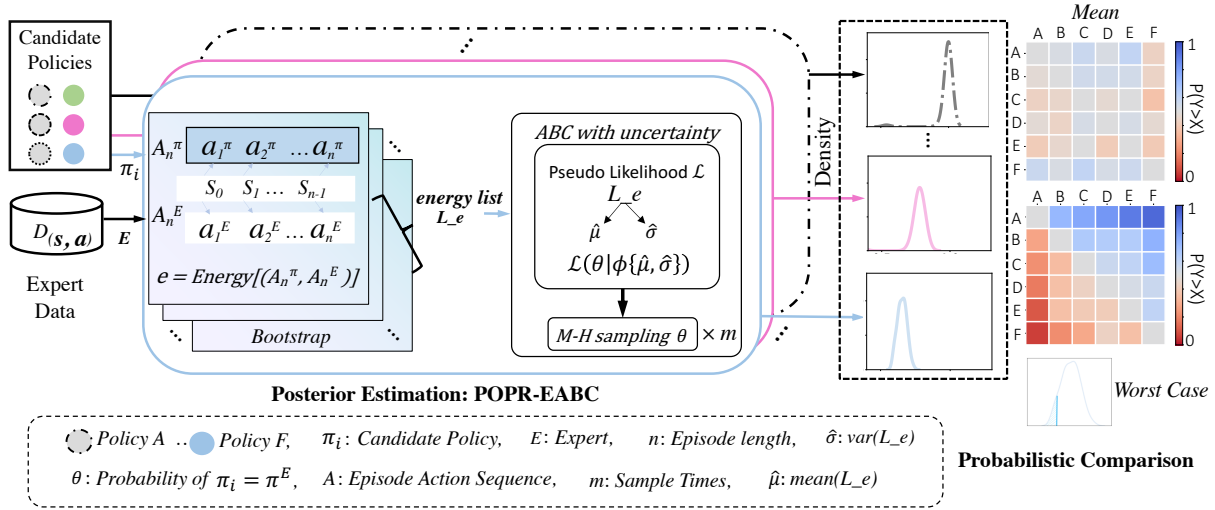 Candidate
Policies
π_i
D_(s, a)
E
Expert
Data
A_n^π a_1^π a_2^π … a_n^π
S_0 S_1 … S_{n-1}
A_n^E a_1^E a_2^E … a_n^E
e = Energy[(A_n^π, A_n^E)]
Bootstrap
energy list
L_e
ABC with uncertainty
Pseudo Likelihood ℒ
L_e
μ̂ σ̂
ℒ(θ|ϕ{μ̂, σ̂})
M-H sampling θ × m
Posterior Estimation: POPR-EABC
Density
Mean
A B C D E F
A
B
C
D
E
F
1
P(Y>X)
0
A B C D E F
A
B
C
D
E
F
1
P(Y>X)
0
Worst Case
Probabilistic Comparison
Policy A .. Policy F, π_i: Candidate Policy, E: Expert, n: Episode length, σ̂: var(L_e)
θ: Probability of π_i = π^E, A: Episode Action Sequence, m: Sample Times, μ̂: mean(L_e)